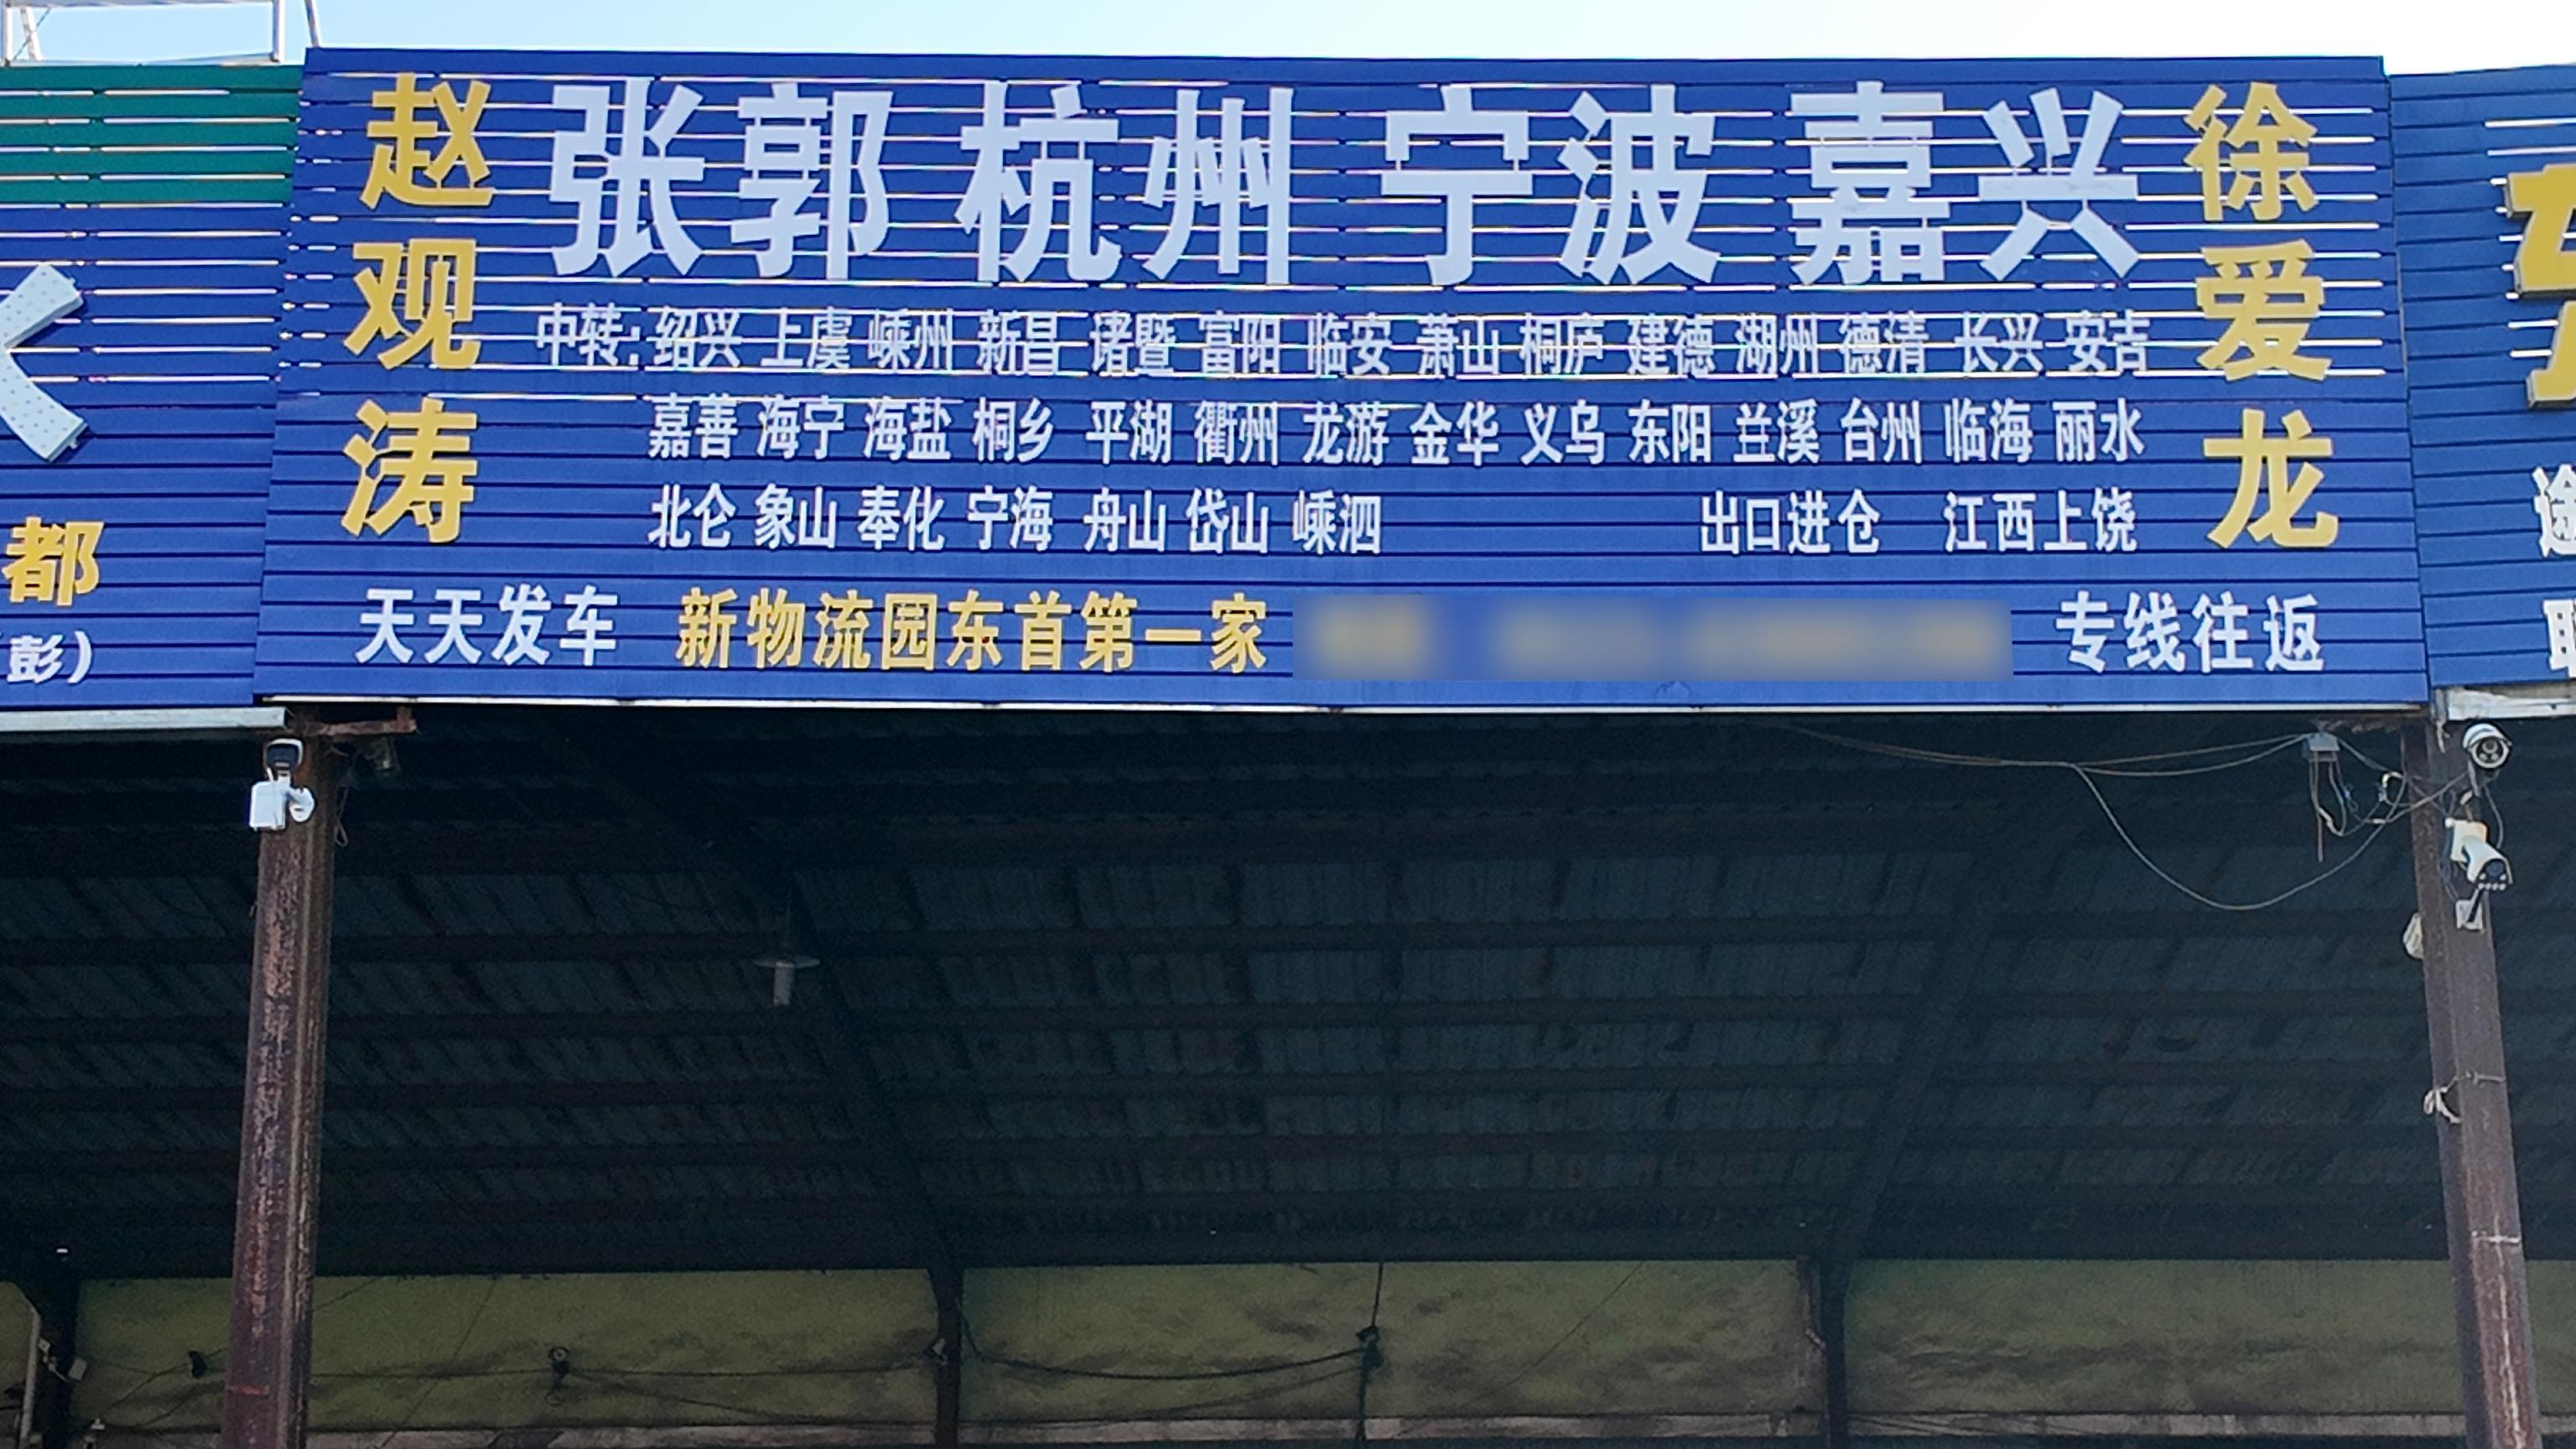 赵观涛
张郭 杭州 宁波 嘉兴
徐爱龙
中转: 绍兴 上虞 嵊州 新昌 诸暨 富阳 临安 萧山 桐庐 建德 湖州 德清 长兴 安吉
嘉善 海宁 海盐 桐乡 平湖 衢州 龙游 金华 义乌 东阳 兰溪 台州 临海 丽水
北仑 象山 奉化 宁海 舟山 岱山 嵊泗 出口进仓 江西上饶
天天发车 新物流园东首第一家 专线往返
都
彭)